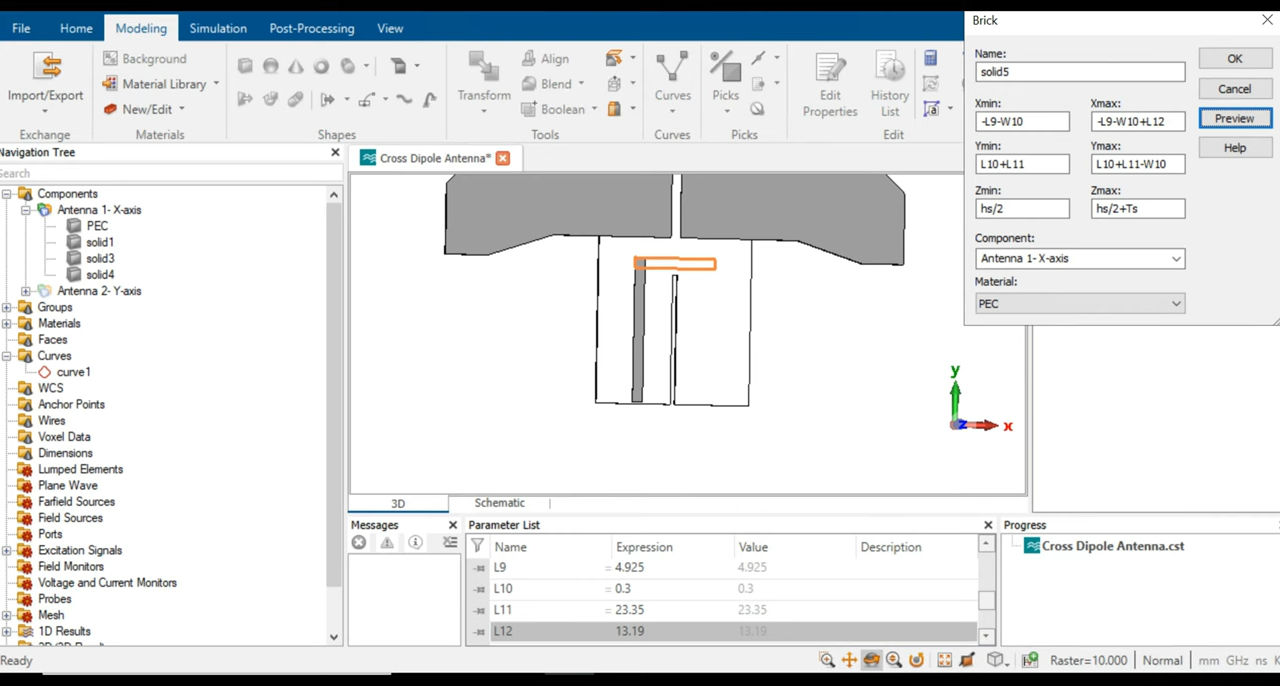 File Home Modeling Simulation Post-Processing View
Import/Export
Exchange
Background
Material Library
New/Edit
Materials
Shapes
Transform
Align
Blend
Boolean
Tools
Curves
Curves
Picks
Picks
Edit
Properties
History
List
Edit
Brick
Name:
solid5
OK
Cancel
Preview
Help
Xmin: Xmax:
-L9-W10 -L9-W10+L12
Ymin: Ymax:
L10+L11 L10+L11-W10
Zmin: Zmax:
hs/2 hs/2+Ts
Component:
Antenna 1- X-axis
Material:
PEC
Navigation Tree
Search
Components
Antenna 1- X-axis
PEC
solid1
solid3
solid4
Antenna 2- Y-axis
Groups
Materials
Faces
Curves
curve1
WCS
Anchor Points
Wires
Voxel Data
Dimensions
Lumped Elements
Plane Wave
Farfield Sources
Field Sources
Ports
Excitation Signals
Field Monitors
Voltage and Current Monitors
Probes
Mesh
1D Results
Cross Dipole Antenna*
y
z x
3D Schematic
Messages
Parameter List
Name Expression Value Description
L9 = 4.925 4.925
L10 = 0.3 0.3
L11 = 23.35 23.35
L12 = 13.19 13.19
Progress
Cross Dipole Antenna.cst
Ready
Raster=10.000 Normal mm GHz ns K